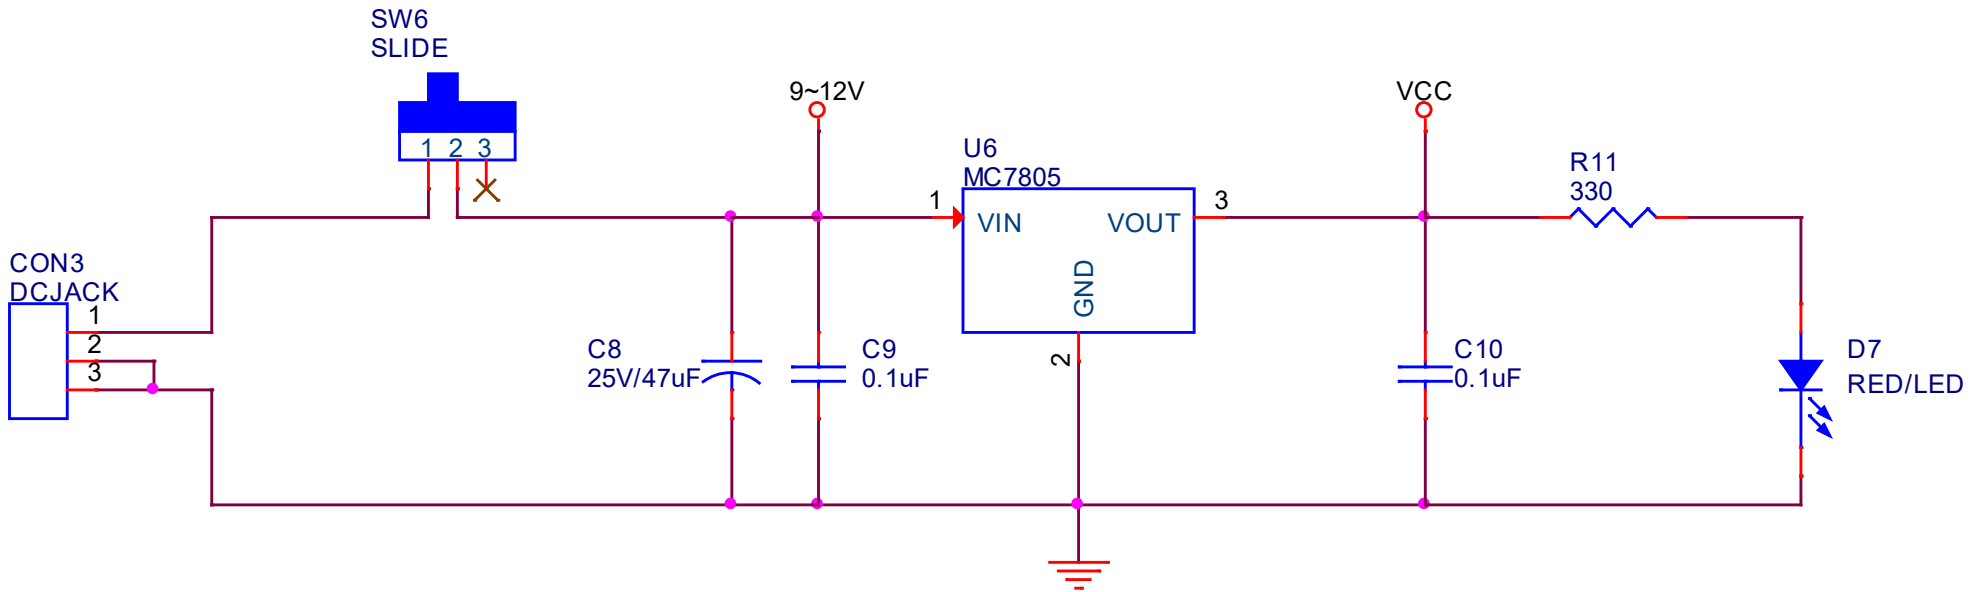 SW6
SLIDE
1 2 3
9~12V
VCC
U6
MC7805
1
VIN
VOUT
3
GND
2
R11
330
CON3
DCJACK
1
2
3
C8
25V/47uF
C9
0.1uF
C10
0.1uF
D7
RED/LED